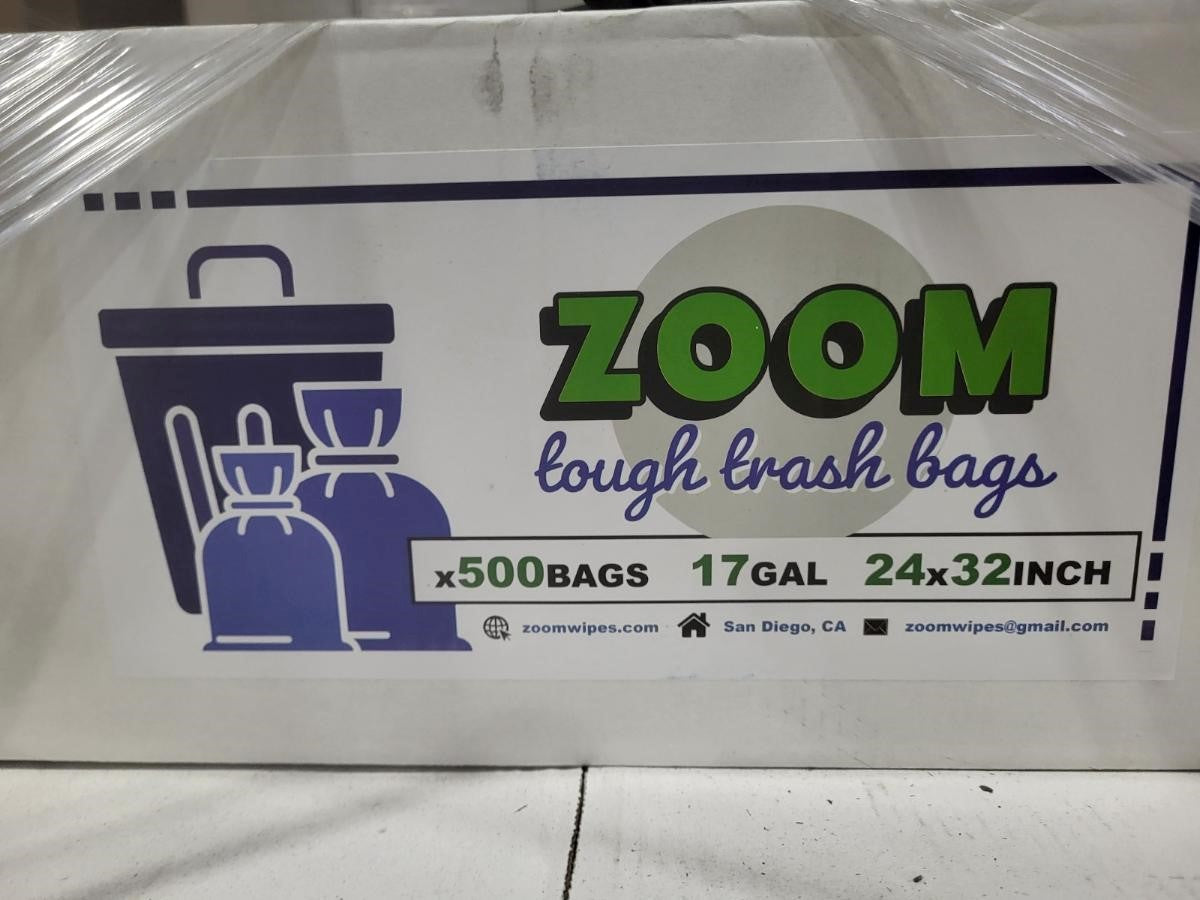 ZOOM
tough trash bags
x500BAGS 17GAL 24x32INCH
zoomwipes.com San Diego, CA zoomwipes@gmail.com